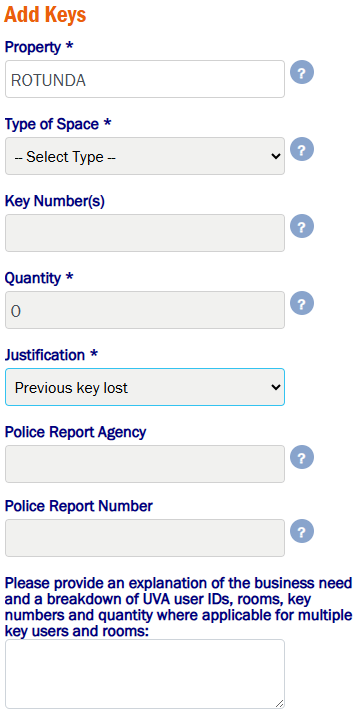 Add Keys
Property *
ROTUNDA
?
Type of Space *
-- Select Type --
?
Key Number(s)
?
Quantity *
0
?
Justification *
Previous key lost
Police Report Agency
?
Police Report Number
?
Please provide an explanation of the business need
and a breakdown of UVA user IDs, rooms, key
numbers and quantity where applicable for multiple
key users and rooms: